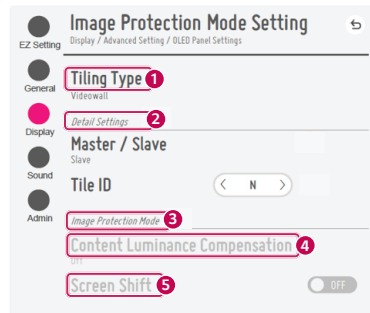 Image Protection Mode Setting
Display / Advanced Setting / OLED Panel Settings
EZ Setting
General
Display
Sound
Admin
Tiling Type 1
Videowall
Detail Settings 2
Master / Slave
Slave
Tile ID
< N >
Image Protection Mode 3
Content Luminance Compensation 4
Off
Screen Shift 5
OFF